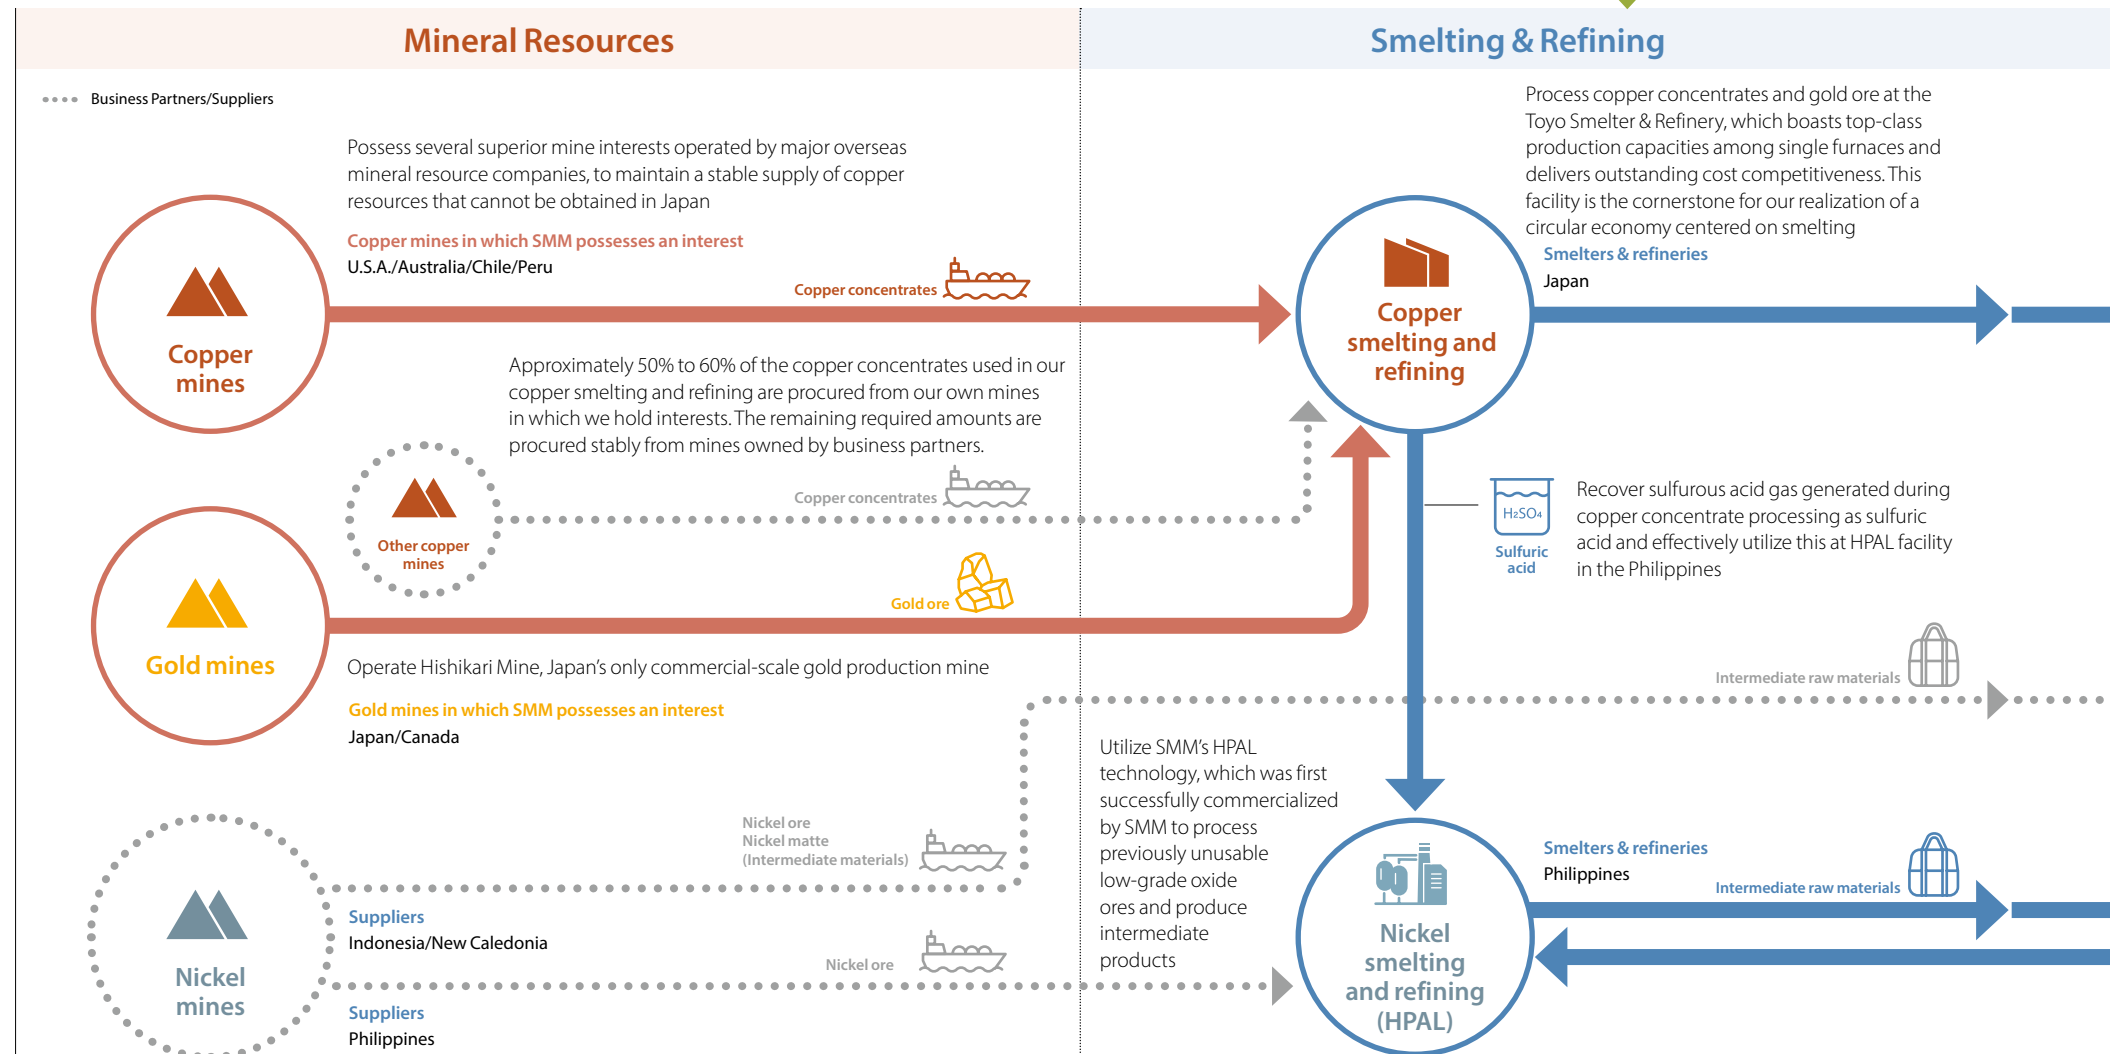 Mineral Resources
Smelting & Refining
Business Partners/Suppliers
Possess several superior mine interests operated by major overseas
mineral resource companies, to maintain a stable supply of copper
resources that cannot be obtained in Japan
Copper mines in which SMM possesses an interest
U.S.A./Australia/Chile/Peru
Copper concentrates
Copper
mines
Process copper concentrates and gold ore at the
Toyo Smelter & Refinery, which boasts top-class
production capacities among single furnaces and
delivers outstanding cost competitiveness. This
facility is the cornerstone for our realization of a
circular economy centered on smelting
Smelters & refineries
Japan
Copper
smelting and
refining
Approximately 50% to 60% of the copper concentrates used in our
copper smelting and refining are procured from our own mines
in which we hold interests. The remaining required amounts are
procured stably from mines owned by business partners.
Copper concentrates
Other copper
mines
H2SO4
Sulfuric
acid
Recover sulfurous acid gas generated during
copper concentrate processing as sulfuric
acid and effectively utilize this at HPAL facility
in the Philippines
Gold ore
Gold mines
Operate Hishikari Mine, Japan's only commercial-scale gold production mine
Gold mines in which SMM possesses an interest
Japan/Canada
Intermediate raw materials
Utilize SMM's HPAL
technology, which was first
successfully commercialized
by SMM to process
previously unusable
low-grade oxide
ores and produce
intermediate
products
Nickel ore
Nickel matte
(Intermediate materials)
Suppliers
Indonesia/New Caledonia
Nickel ore
Nickel
mines
Suppliers
Philippines
Smelters & refineries
Philippines
Intermediate raw materials
Nickel
smelting
and refining
(HPAL)